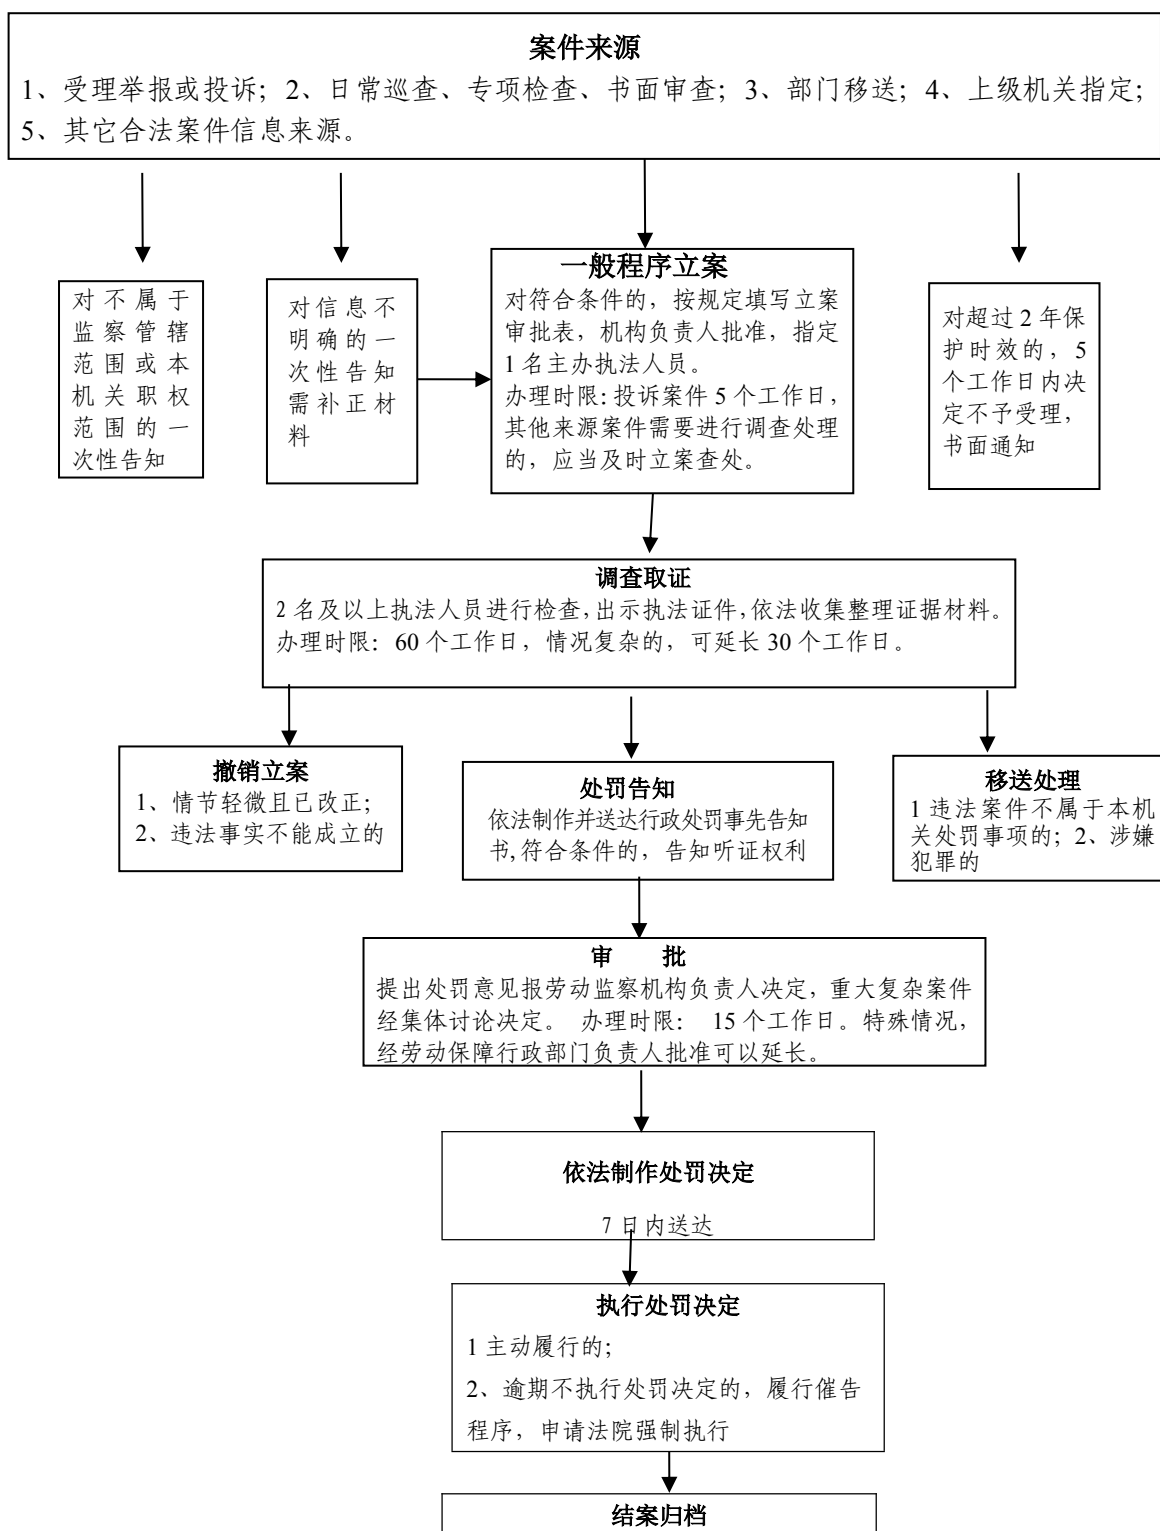 案件来源
1、受理举报或投诉；2、日常巡查、专项检查、书面审查；3、部门移送；4、上级机关指定；
5、其它合法案件信息来源。
对不属于
监察管辖
范围或本
机关职权
范围的一
次性告知
对信息不
明确的一
次性告知
需补正材
料
一般程序立案
对符合条件的，按规定填写立案
审批表，机构负责人批准，指定
1名主办执法人员。
办理时限：投诉案件 5 个工作日，
其他来源案件需要进行调查处理
的，应当及时立案查处。
对超过 2 年保
护时效的，5
个工作日内决
定不予受理，
书面通知
调查取证
2 名及以上执法人员进行检查，出示执法证件，依法收集整理证据材料。
办理时限：60 个工作日，情况复杂的，可延长 30 个工作日。
撤销立案
1、情节轻微且已改正；
2、违法事实不能成立的
处罚告知
依法制作并送达行政处罚事先告知
书,符合条件的，告知听证权利
移送处理
1 违法案件不属于本机
关处罚事项的；2、涉嫌
犯罪的
审 批
提出处罚意见报劳动监察机构负责人决定，重大复杂案件
经集体讨论决定。 办理时限： 15 个工作日。特殊情况，
经劳动保障行政部门负责人批准可以延长。
依法制作处罚决定
7 日内送达
执行处罚决定
1 主动履行的；
2、逾期不执行处罚决定的，履行催告
程序，申请法院强制执行
结案归档